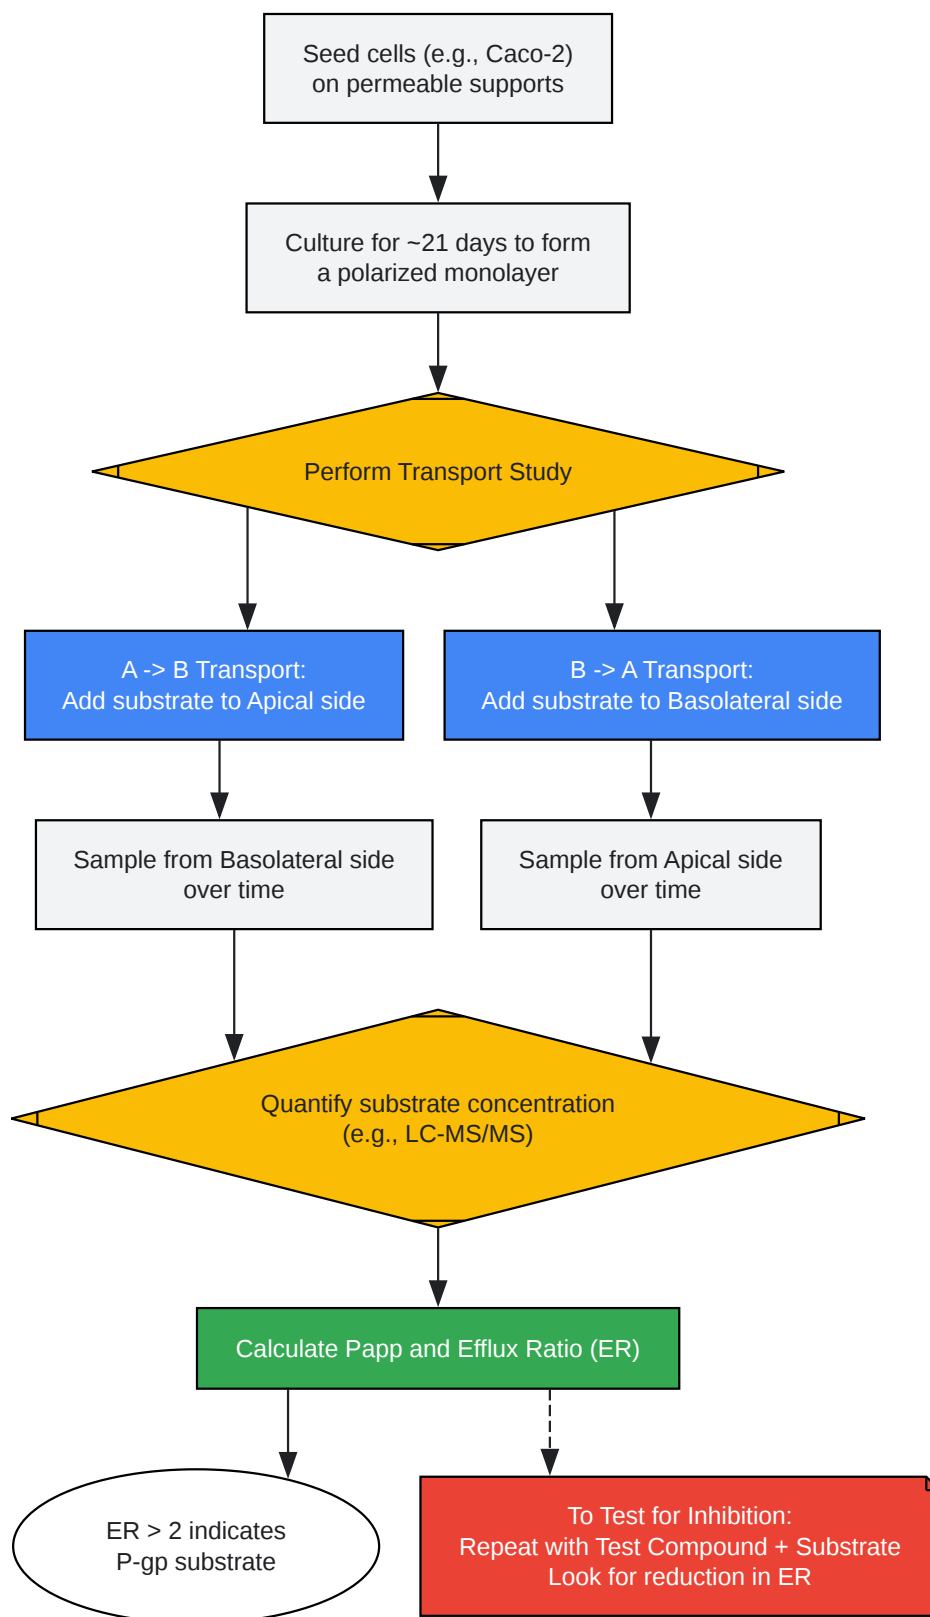 Seed cells (e.g., Caco-2)
on permeable supports
Culture for ~21 days to form
a polarized monolayer
Perform Transport Study
A -> B Transport:
Add substrate to Apical side
B -> A Transport:
Add substrate to Basolateral side
Sample from Basolateral side
over time
Sample from Apical side
over time
Quantify substrate concentration
(e.g., LC-MS/MS)
Calculate Papp and Efflux Ratio (ER)
ER > 2 indicates
P-gp substrate
To Test for Inhibition:
Repeat with Test Compound + Substrate
Look for reduction in ER